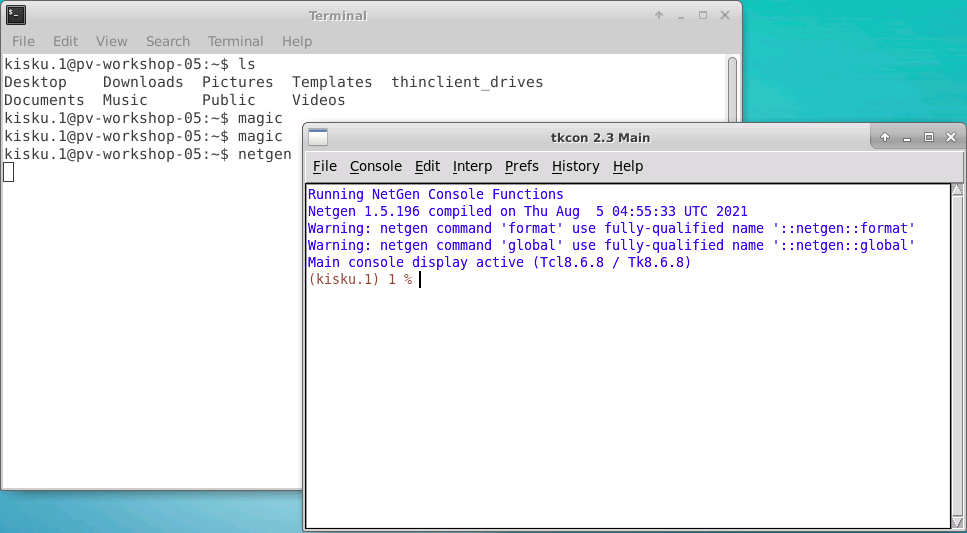 Terminal
File Edit View Search Terminal Help
kisku.1@pv-workshop-05:~$ ls
Desktop    Downloads  Pictures  Templates  thinclient_drives
Documents  Music      Public    Videos
kisku.1@pv-workshop-05:~$ magic
kisku.1@pv-workshop-05:~$ magic
kisku.1@pv-workshop-05:~$ netgen
tkcon 2.3 Main
File Console Edit Interp Prefs History Help
Running NetGen Console Functions
Netgen 1.5.196 compiled on Thu Aug  5 04:55:33 UTC 2021
Warning: netgen command 'format' use fully-qualified name '::netgen::format'
Warning: netgen command 'global' use fully-qualified name '::netgen::global'
Main console display active (Tcl8.6.8 / Tk8.6.8)
(kisku.1) 1 %